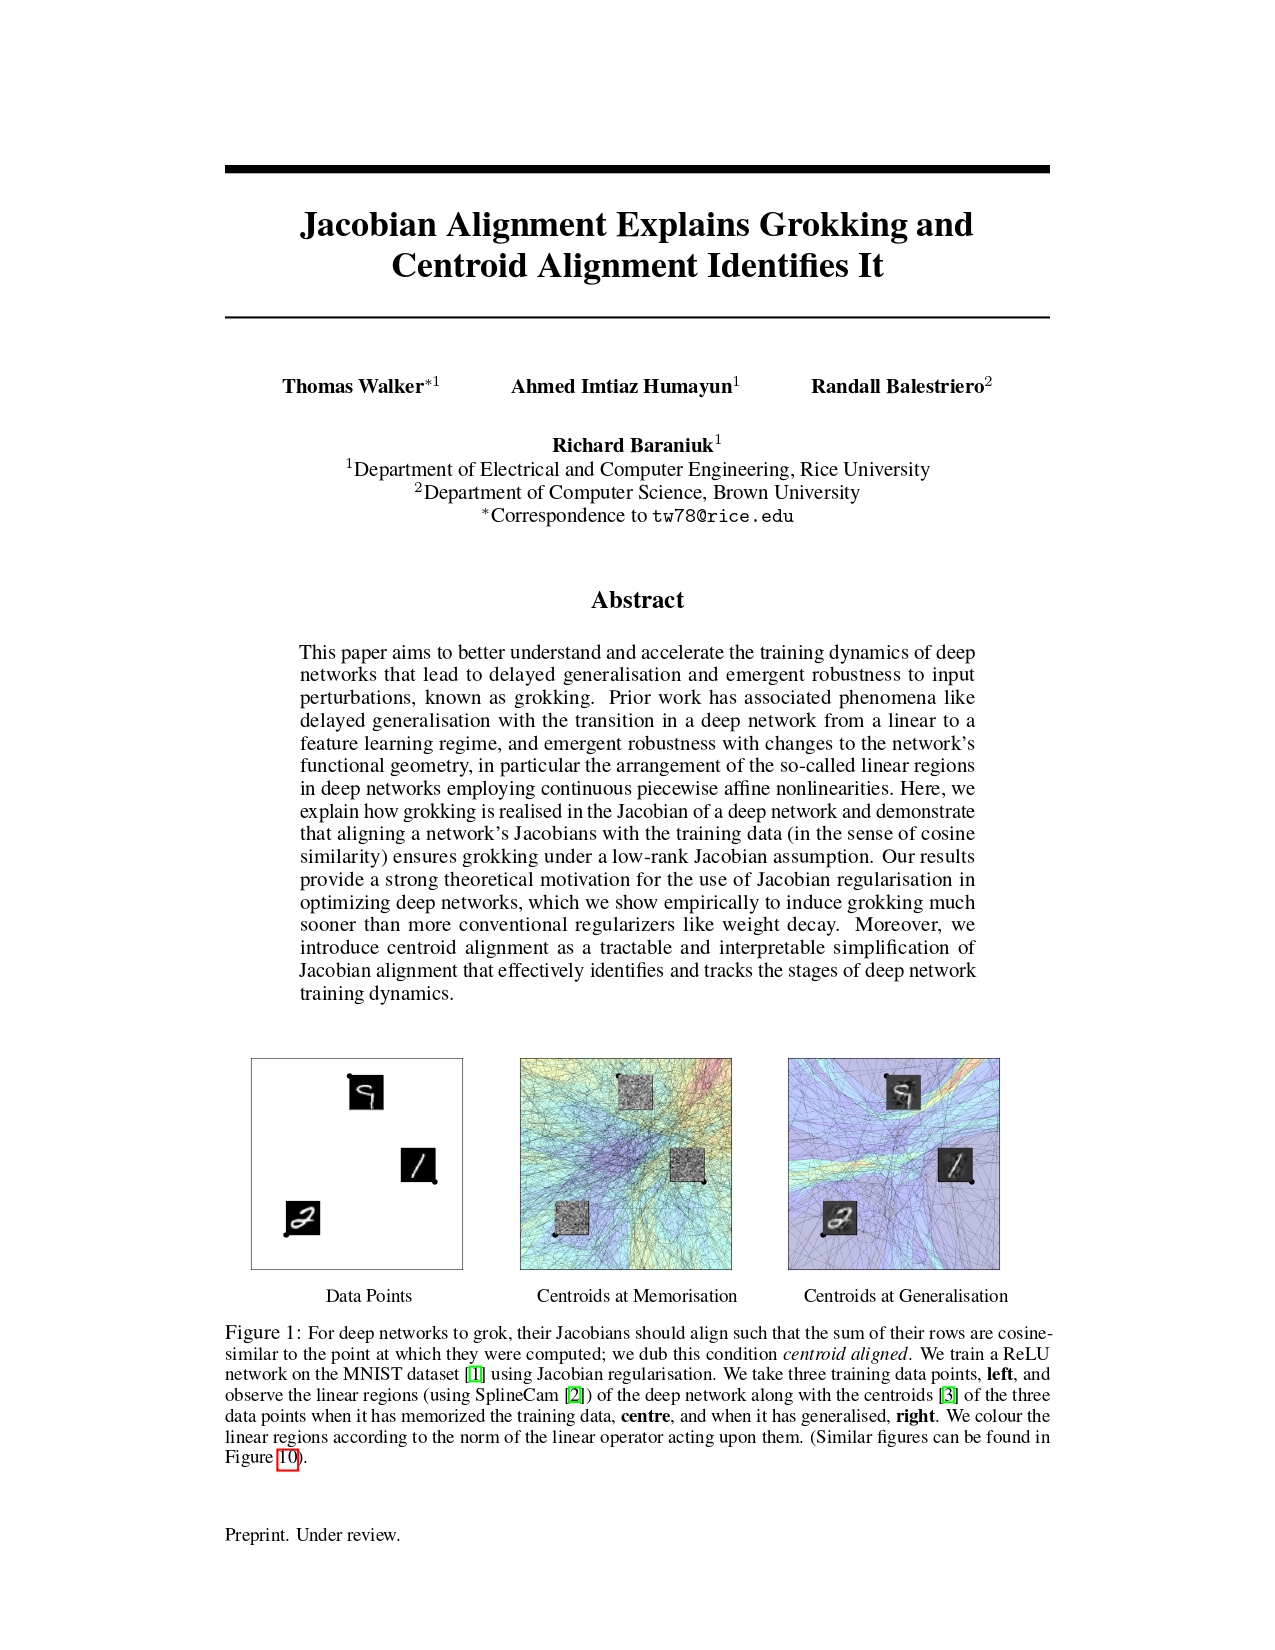 Jacobian Alignment Explains Grokking and
Centroid Alignment Identifies It
Thomas Walker∗1 Ahmed Imtiaz Humayun1 Randall Balestriero2
Richard Baraniuk1
1Department of Electrical and Computer Engineering, Rice University
2Department of Computer Science, Brown University
∗Correspondence to tw78@rice.edu
Abstract
This paper aims to better understand and accelerate the training dynamics of deep
networks that lead to delayed generalisation and emergent robustness to input
perturbations, known as grokking. Prior work has associated phenomena like
delayed generalisation with the transition in a deep network from a linear to a
feature learning regime, and emergent robustness with changes to the network's
functional geometry, in particular the arrangement of the so-called linear regions
in deep networks employing continuous piecewise affine nonlinearities. Here, we
explain how grokking is realised in the Jacobian of a deep network and demonstrate
that aligning a network's Jacobians with the training data (in the sense of cosine
similarity) ensures grokking under a low-rank Jacobian assumption. Our results
provide a strong theoretical motivation for the use of Jacobian regularisation in
optimizing deep networks, which we show empirically to induce grokking much
sooner than more conventional regularizers like weight decay. Moreover, we
introduce centroid alignment as a tractable and interpretable simplification of
Jacobian alignment that effectively identifies and tracks the stages of deep network
training dynamics.
Data Points Centroids at Memorisation Centroids at Generalisation
Figure 1: For deep networks to grok, their Jacobians should align such that the sum of their rows are cosine-
similar to the point at which they were computed; we dub this condition centroid aligned. We train a ReLU
network on the MNIST dataset [1] using Jacobian regularisation. We take three training data points, left, and
observe the linear regions (using SplineCam [2]) of the deep network along with the centroids [3] of the three
data points when it has memorized the training data, centre, and when it has generalised, right. We colour the
linear regions according to the norm of the linear operator acting upon them. (Similar figures can be found in
Figure 10).
Preprint. Under review.